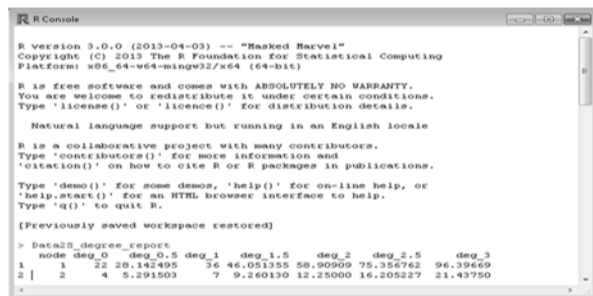 R Console
R version 3.0.0 (2013-04-03) -- "Masked Marvel"
Copyright (C) 2013 The R Foundation for Statistical Computing
Platform: x86_64-w64-mingw32/x64 (64-bit)
R is free software and comes with ABSOLUTELY NO WARRANTY.
You are welcome to redistribute it under certain conditions.
Type 'license()' or 'licence()' for distribution details.
Natural language support but running in an English locale
R is a collaborative project with many contributors.
Type 'contributors()' for more information and
'citation()' on how to cite R or R packages in publications.
Type 'demo()' for some demos, 'help()' for on-line help, or
'help.start()' for an HTML browser interface to help.
Type 'q()' to quit R.
[Previously saved workspace restored]
> Data2S_degree_report
node deg_0 deg_0.5 deg_1 deg_1.5 deg_2 deg_2.5 deg_3
1 1 22 28.142495 36 46.051355 58.90909 75.356762 96.39669
2 2 4 5.291503 7 9.260130 12.25000 16.205227 21.43750